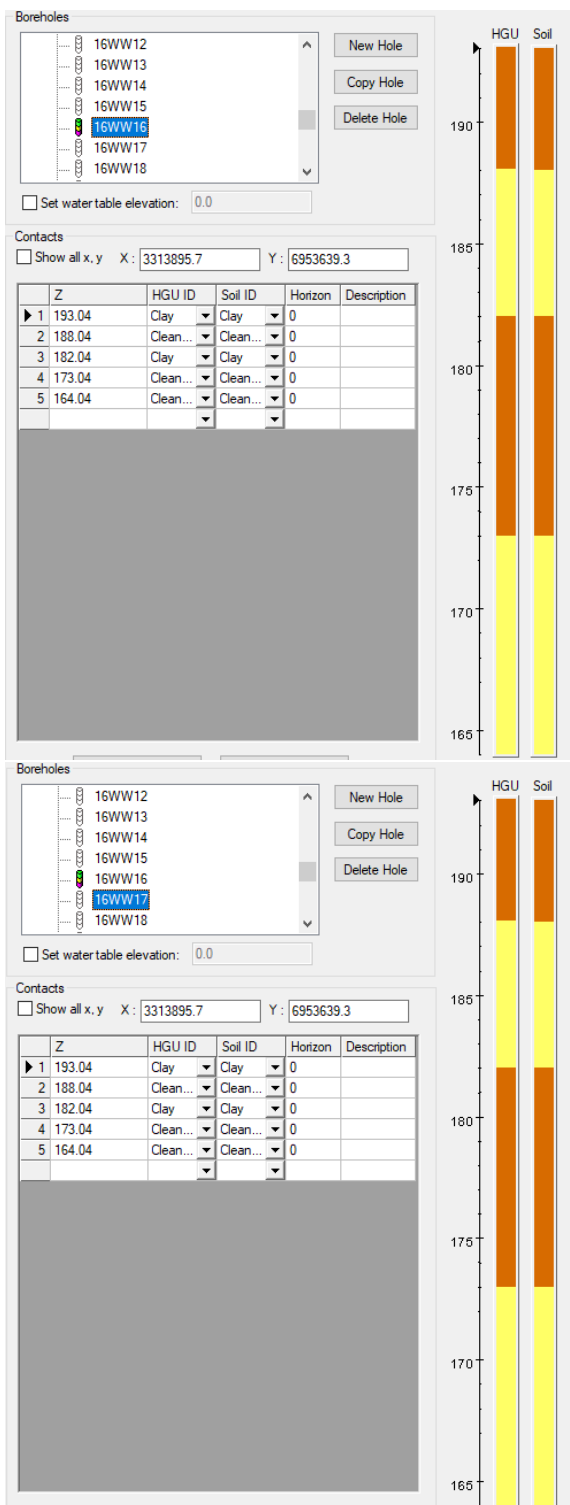 Boreholes
HGU Soil
16WW12
16WW13
16WW14
16WW15
16WW16
16WW17
16WW18
New Hole
Copy Hole
Delete Hole
Set water table elevation: 0.0
Contacts
Show all x, y X : 3313895.7 Y : 6953639.3
Z HGU ID Soil ID Horizon Description
1 193.04 Clay Clay 0
2 188.04 Clean... Clean... 0
3 182.04 Clay Clay 0
4 173.04 Clean... Clean... 0
5 164.04 Clean... Clean... 0
190
185
180
175
170
165
Boreholes
HGU Soil
16WW12
16WW13
16WW14
16WW15
16WW16
16WW17
16WW18
New Hole
Copy Hole
Delete Hole
Set water table elevation: 0.0
Contacts
Show all x, y X : 3313895.7 Y : 6953639.3
Z HGU ID Soil ID Horizon Description
1 193.04 Clay Clay 0
2 188.04 Clean... Clean... 0
3 182.04 Clay Clay 0
4 173.04 Clean... Clean... 0
5 164.04 Clean... Clean... 0
190
185
180
175
170
165